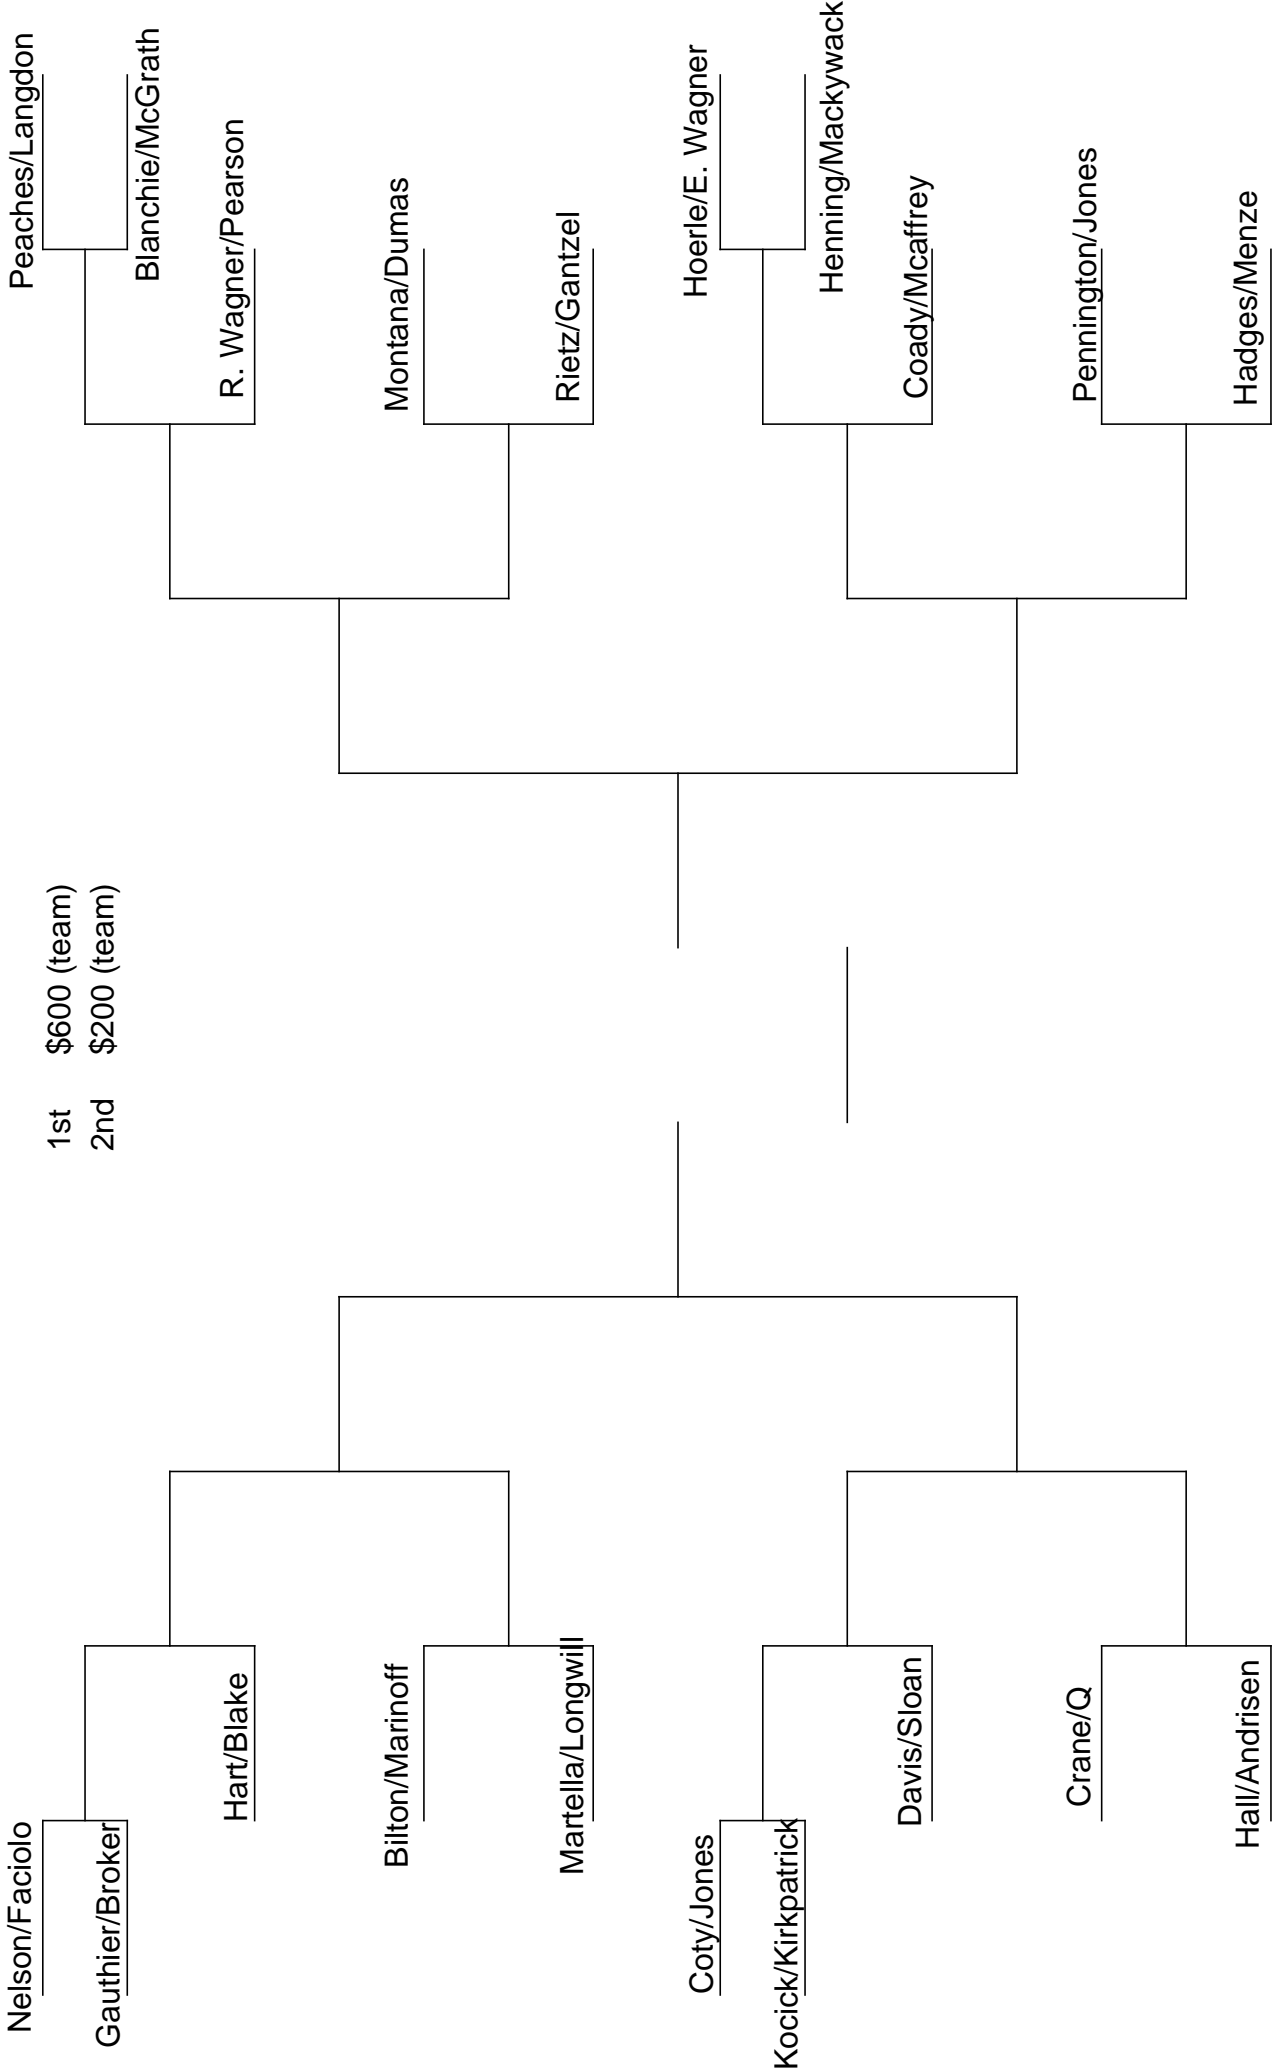 1st $600 (team)
2nd $200 (team)
Nelson/Faciolo
Gauthier/Broker
Hart/Blake
Bilton/Marinoff
Martella/Longwill
Coty/Jones
Kocick/Kirkpatrick
Davis/Sloan
Crane/Q
Hall/Andrisen
Peaches/Langdon
Blanchie/McGrath
R. Wagner/Pearson
Montana/Dumas
Rietz/Gantzel
Hoerle/E. Wagner
Henning/Mackywack
Coady/Mcaffrey
Pennington/Jones
Hadges/Menze